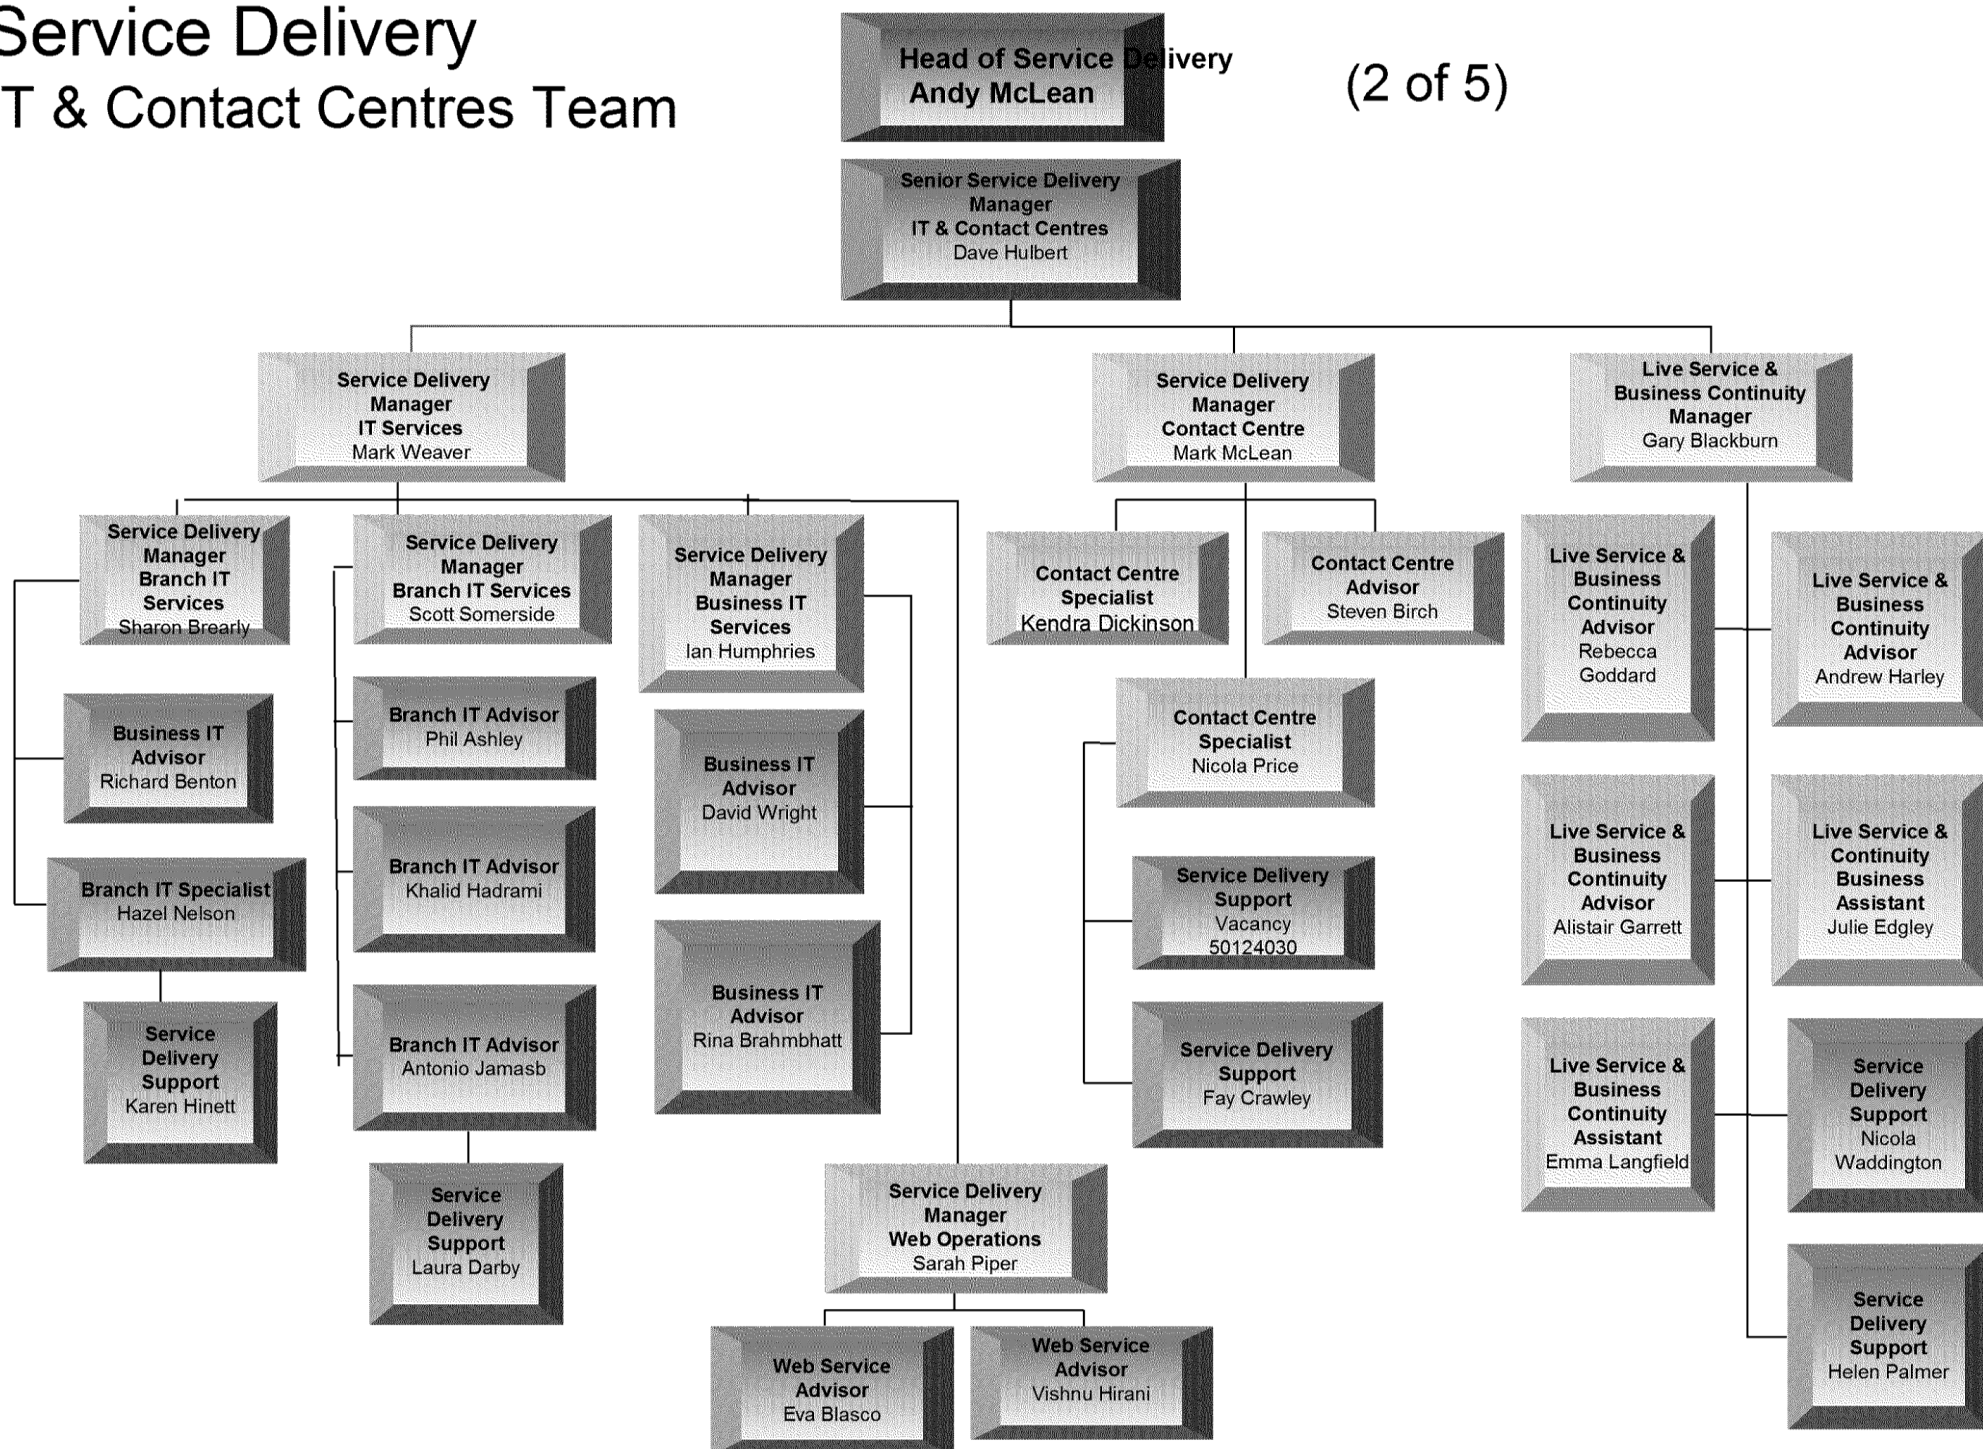 Service Delivery
IT & Contact Centres Team
(2 of 5)
Head of Service Delivery
Andy McLean
Senior Service Delivery
Manager
IT & Contact Centres
Dave Hulbert
Service Delivery
Manager
IT Services
Mark Weaver
Service Delivery
Manager
Contact Centre
Mark McLean
Live Service &
Business Continuity
Manager
Gary Blackburn
Service Delivery
Manager
Branch IT
Services
Sharon Brearly
Service Delivery
Manager
Branch IT Services
Scott Somerside
Service Delivery
Manager
Business IT
Services
Ian Humphries
Contact Centre
Specialist
Kendra Dickinson
Contact Centre
Advisor
Steven Birch
Live Service &
Business
Continuity
Advisor
Rebecca
Goddard
Live Service &
Business
Continuity
Advisor
Andrew Harley
Business IT
Advisor
Richard Benton
Branch IT Advisor
Phil Ashley
Business IT
Advisor
David Wright
Contact Centre
Specialist
Nicola Price
Live Service &
Business
Continuity
Advisor
Alistair Garrett
Live Service &
Continuity
Business
Assistant
Julie Edgley
Branch IT Specialist
Hazel Nelson
Branch IT Advisor
Khalid Hadrami
Business IT
Advisor
Rina Brahmbhatt
Service Delivery
Support
Vacancy
50124030
Service
Delivery
Support
Karen Hinett
Branch IT Advisor
Antonio Jamasb
Service Delivery
Support
Fay Crawley
Live Service &
Business
Continuity
Assistant
Emma Langfield
Service
Delivery
Support
Nicola
Waddington
Service
Delivery
Support
Laura Darby
Service Delivery
Manager
Web Operations
Sarah Piper
Service
Delivery
Support
Helen Palmer
Web Service
Advisor
Eva Blasco
Web Service
Advisor
Vishnu Hirani